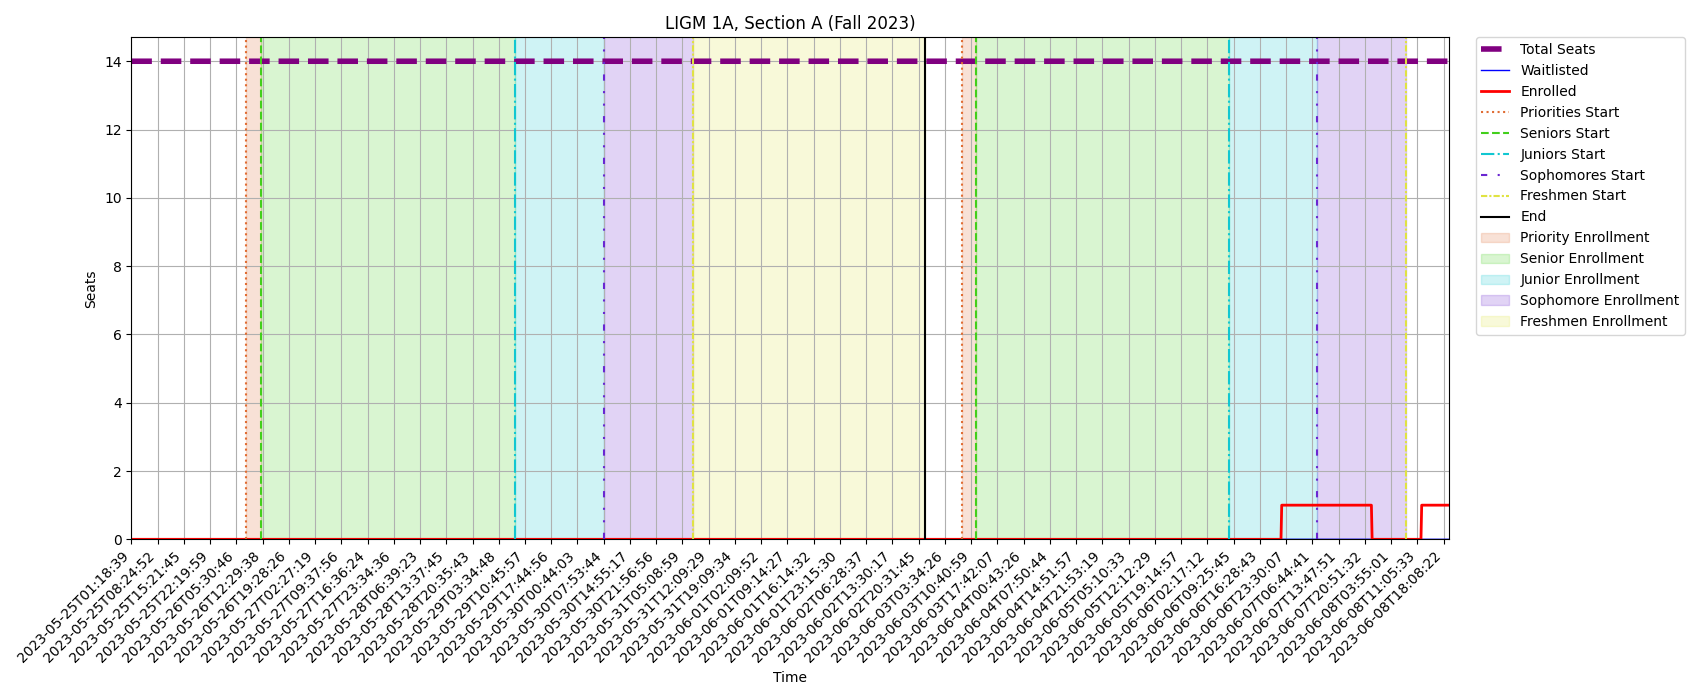 LIGM 1A, Section A (Fall 2023)
Seats
14
12
10
8
6
4
2
0
2023-05-25T01:18:39
2023-05-25T08:24:52
2023-05-25T15:21:45
2023-05-25T22:19:59
2023-05-26T05:30:46
2023-05-26T12:29:38
2023-05-26T19:28:26
2023-05-27T02:27:19
2023-05-27T09:37:56
2023-05-27T16:36:24
2023-05-27T23:34:36
2023-05-28T06:39:23
2023-05-28T13:37:45
2023-05-28T20:35:43
2023-05-29T03:34:48
2023-05-29T10:45:57
2023-05-29T17:44:56
2023-05-30T00:44:03
2023-05-30T07:53:44
2023-05-30T14:55:17
2023-05-30T21:56:56
2023-05-31T05:08:59
2023-05-31T12:09:29
2023-05-31T19:09:34
2023-06-01T02:09:52
2023-06-01T09:14:27
2023-06-01T16:14:32
2023-06-01T23:15:30
2023-06-02T06:28:37
2023-06-02T13:30:17
2023-06-02T20:31:45
2023-06-03T03:34:26
2023-06-03T10:40:59
2023-06-03T17:42:07
2023-06-04T00:43:26
2023-06-04T07:50:44
2023-06-04T14:51:57
2023-06-04T21:53:19
2023-06-05T05:10:33
2023-06-05T12:12:29
2023-06-05T19:14:57
2023-06-06T02:17:12
2023-06-06T09:25:45
2023-06-06T16:28:43
2023-06-06T23:30:07
2023-06-07T06:44:41
2023-06-07T13:47:51
2023-06-07T20:51:32
2023-06-08T03:55:01
2023-06-08T11:05:33
2023-06-08T18:08:22
Time
Total Seats
Waitlisted
Enrolled
Priorities Start
Seniors Start
Juniors Start
Sophomores Start
Freshmen Start
End
Priority Enrollment
Senior Enrollment
Junior Enrollment
Sophomore Enrollment
Freshmen Enrollment